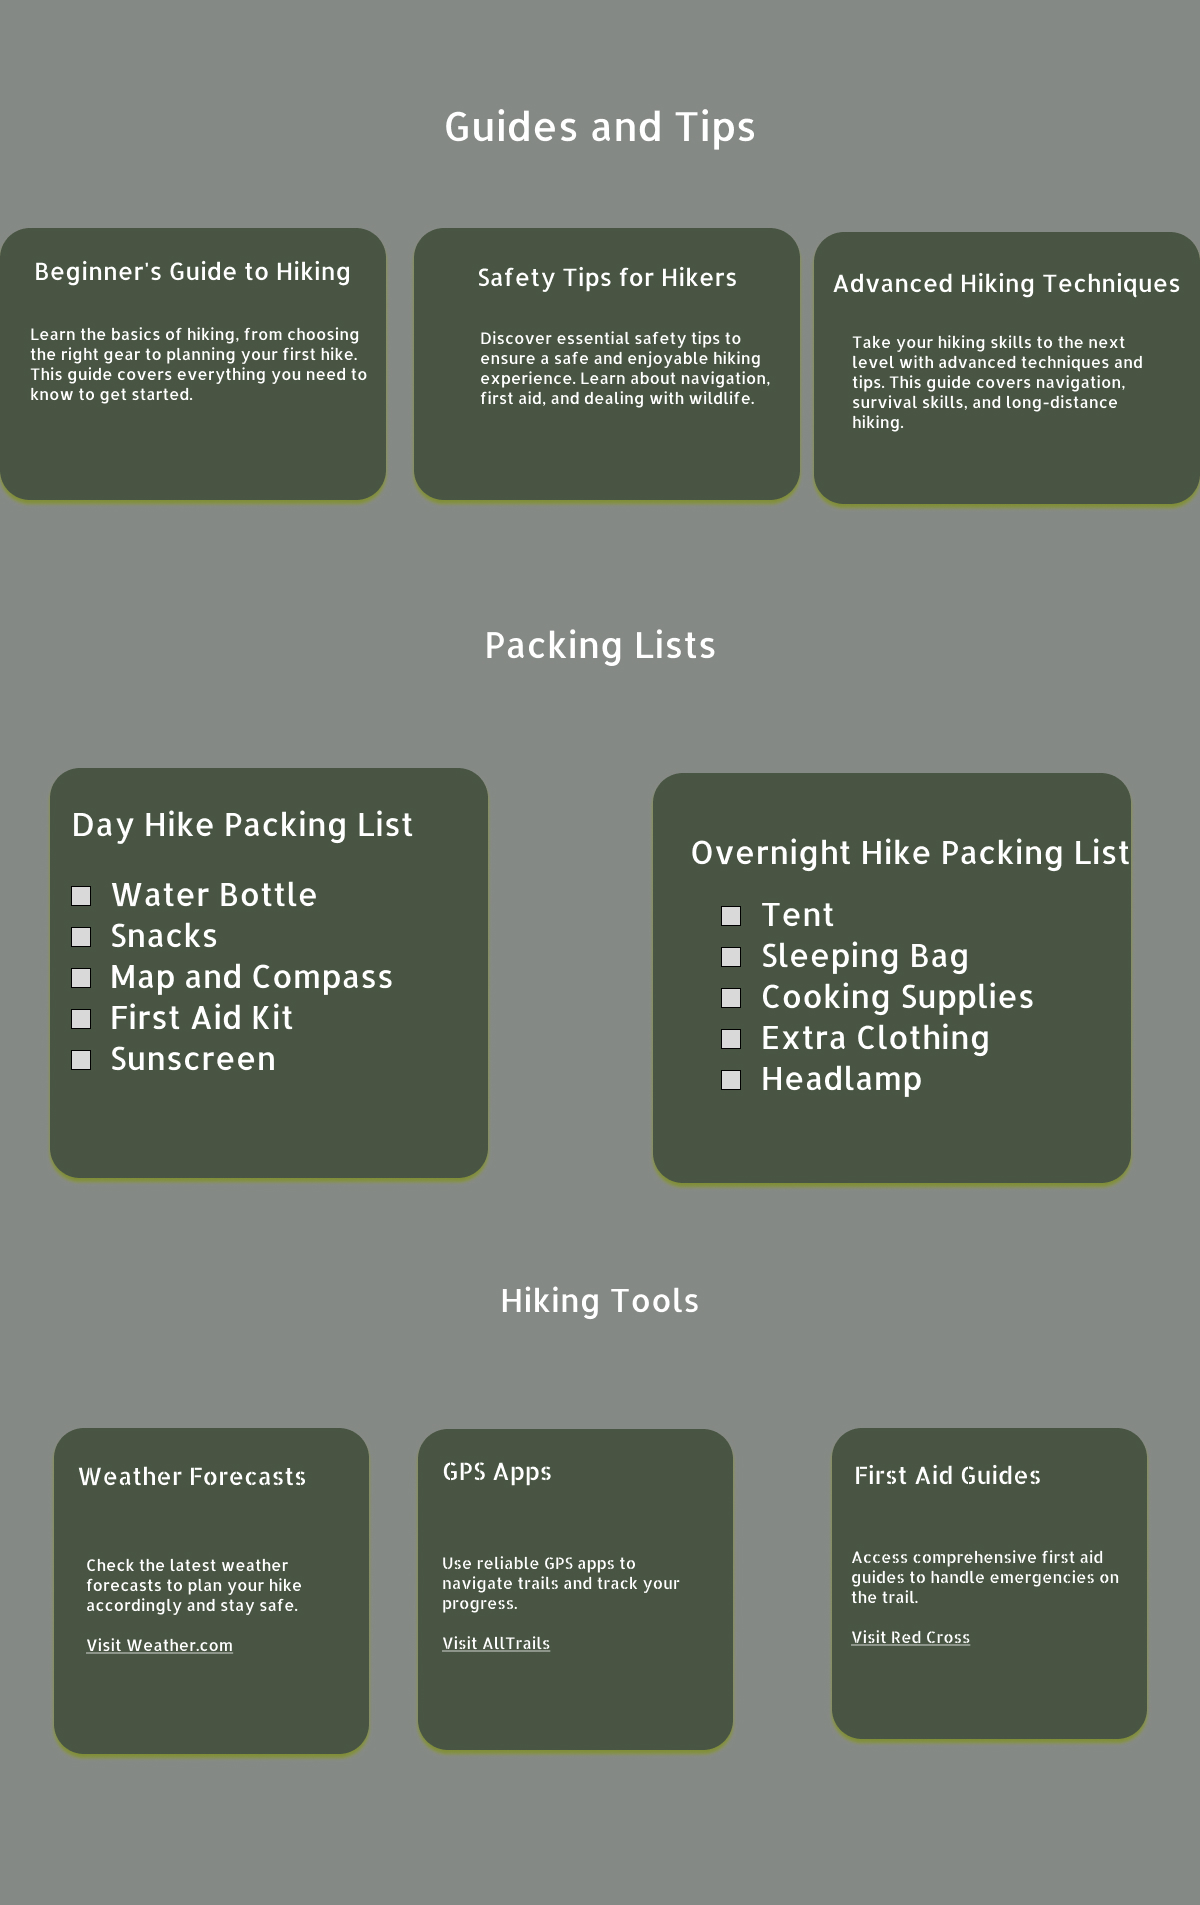 Guides and Tips
Beginner's Guide to Hiking
Learn the basics of hiking, from choosing
the right gear to planning your first hike.
This guide covers everything you need to
know to get started.
Safety Tips for Hikers
Discover essential safety tips to
ensure a safe and enjoyable hiking
experience. Learn about navigation,
first aid, and dealing with wildlife.
Advanced Hiking Techniques
Take your hiking skills to the next
level with advanced techniques and
tips. This guide covers navigation,
survival skills, and long-distance
hiking.
Packing Lists
Day Hike Packing List
Water Bottle
Snacks
Map and Compass
First Aid Kit
Sunscreen
Overnight Hike Packing List
Tent
Sleeping Bag
Cooking Supplies
Extra Clothing
Headlamp
Hiking Tools
Weather Forecasts
Check the latest weather
forecasts to plan your hike
accordingly and stay safe.
Visit Weather.com
GPS Apps
Use reliable GPS apps to
navigate trails and track your
progress.
Visit AllTrails
First Aid Guides
Access comprehensive first aid
guides to handle emergencies on
the trail.
Visit Red Cross